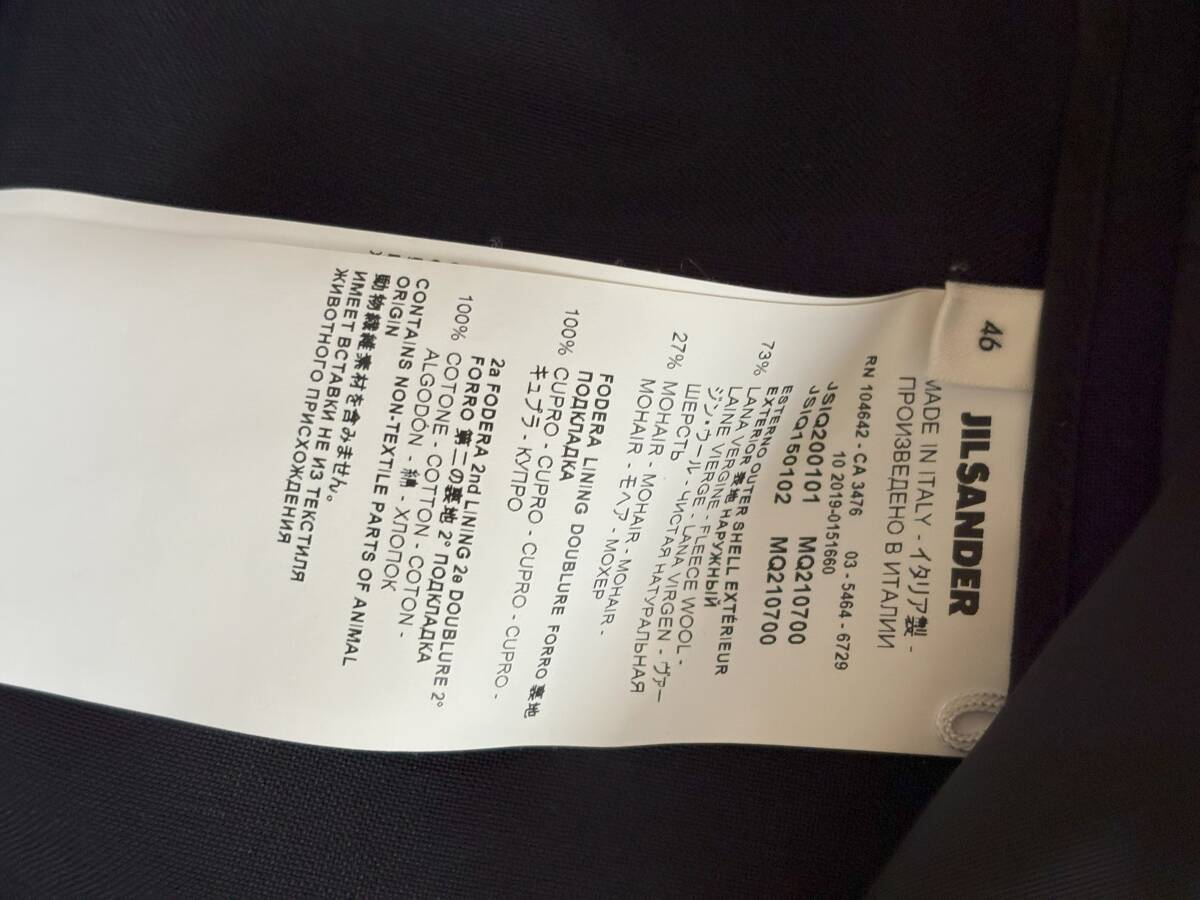 46
JIL SANDER
MADE IN ITALY - イタリア製 -
ПРОИЗВЕДЕНО В ИТАЛИИ
RN 104642 - CA 3476 03 - 5464 - 6729
10 2019-0151660
JSIQ200101 MQ210700
JSIQ150102 MQ210700
ESTERNO OUTER SHELL EXTÉRIEUR
EXTERIOR 表地 НАРУЖНЫЙ
73% LANA VERGINE - FLEECE WOOL -
LAINE VIERGE - LANA VIRGEN - ヴァー
ジン・ウール - ЧИСТАЯ НАТУРАЛЬНАЯ
ШЕРСТЬ
27% MOHAIR - MOHAIR - MOHAIR -
MOHAIR - モヘア - МОХЕР
FODERA LINING DOUBLURE FORRO 裏地
ПОДКЛАДКА
100% CUPRO - CUPRO - CUPRO - CUPRO -
キュプラ - КУПРО
2a FODERA 2nd LINING 2e DOUBLURE 2°
FORRO 第二の裏地 2° ПОДКЛАДКА
100% COTONE - COTTON - COTON -
ALGODÓN - 綿 - ХЛОПОК
CONTAINS NON-TEXTILE PARTS OF ANIMAL
ORIGIN
動物繊維素材を含みません。
ИМЕЕТ ВСТАВКИ НЕ ИЗ ТЕКСТИЛЯ
ЖИВОТНОГО ПРИСХОЖДЕНИЯ